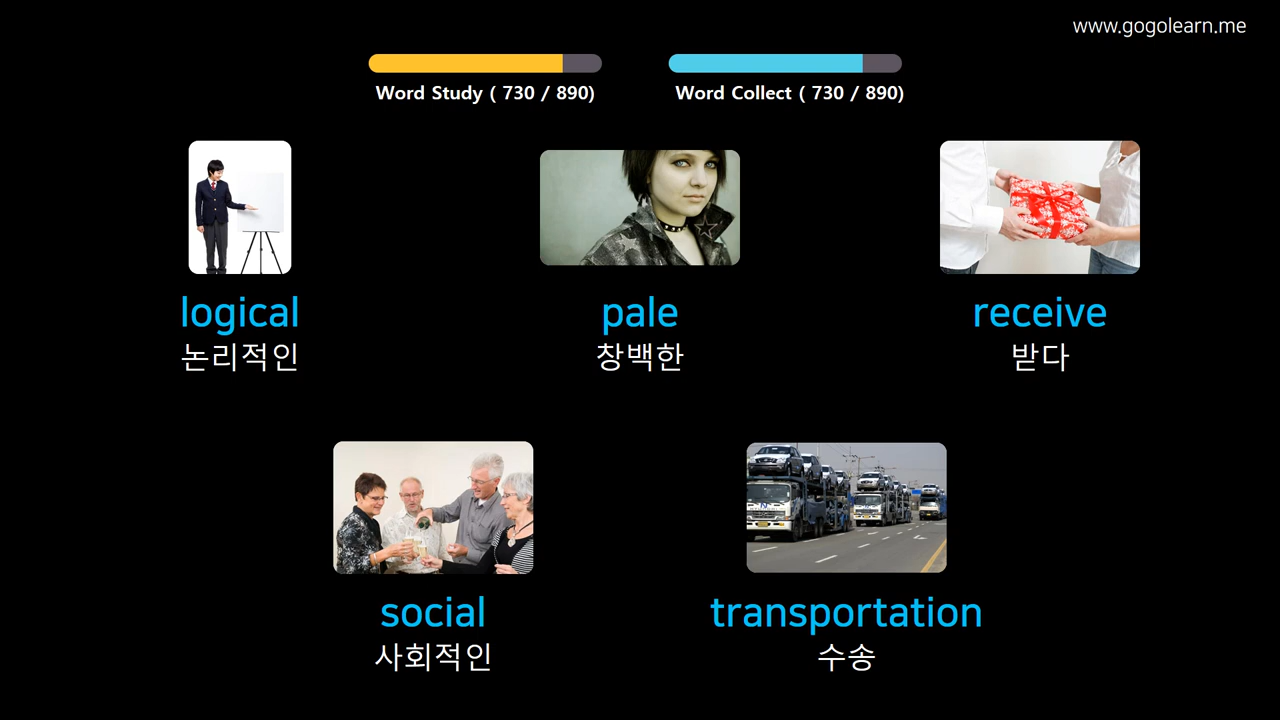 www.gogolearn.me
Word Study ( 730 / 890)
Word Collect ( 730 / 890)
logical
논리적인
pale
창백한
receive
받다
social
사회적인
transportation
수송